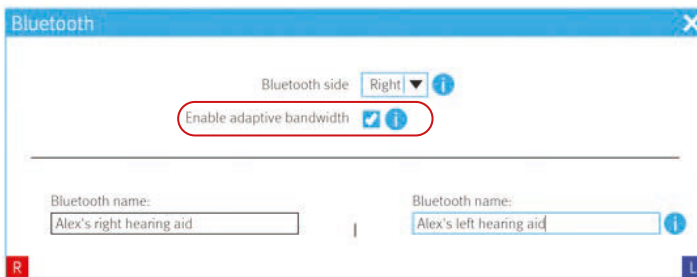 Bluetooth
Bluetooth side Right
Enable adaptive bandwidth
Bluetooth name: Bluetooth name:
Alex's right hearing aid Alex's left hearing aid
R L